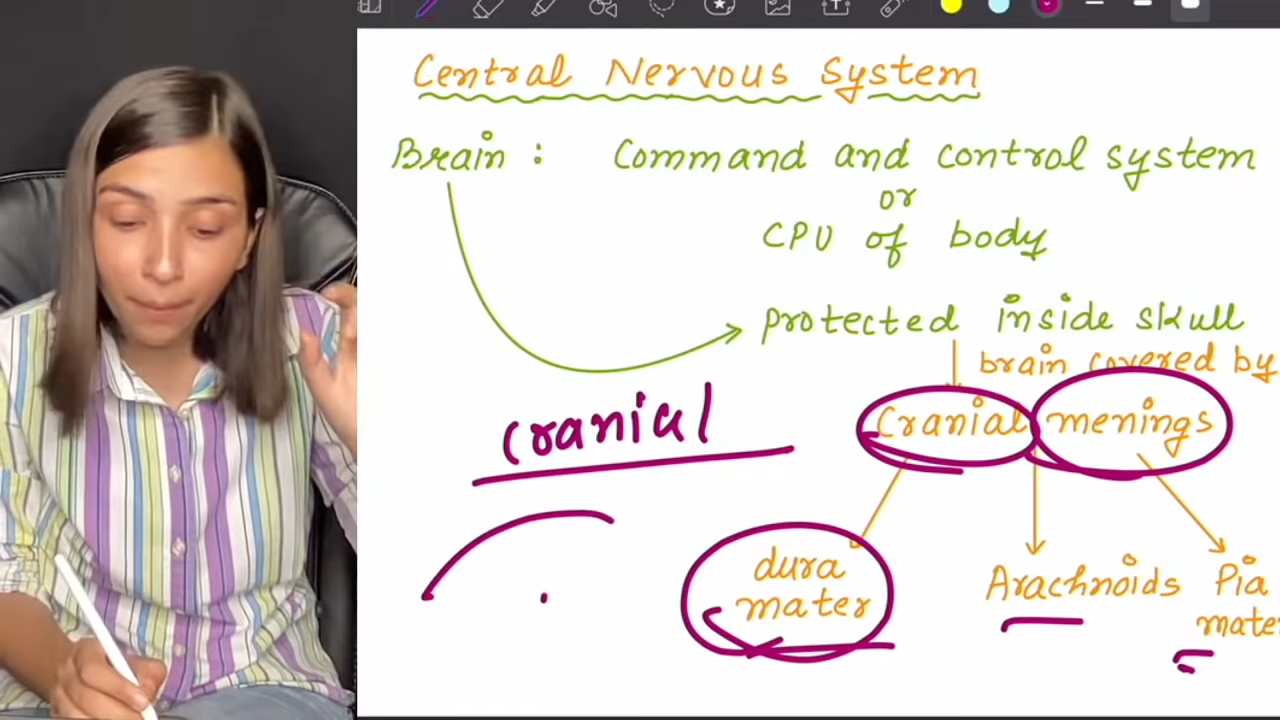 Central Nervous System
Brain : Command and control system
or
CPU of body
protected inside skull
brain covered by
cranial
Cranial menings
dura
mater
Arachnoids
Pia
mater